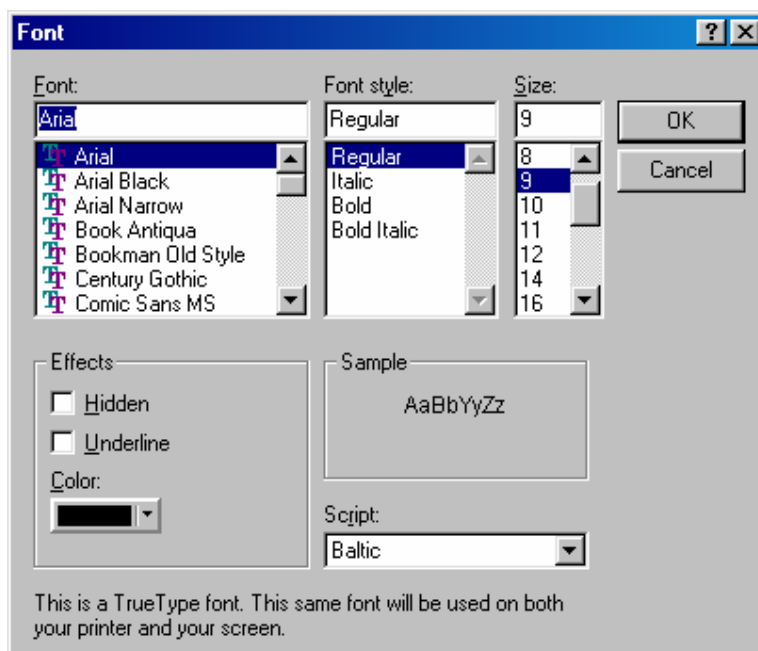 Font
Font:
Font style:
Size:
Arial
Regular
9
OK
Cancel
Arial
Arial Black
Arial Narrow
Book Antiqua
Bookman Old Style
Century Gothic
Comic Sans MS
Regular
Italic
Bold
Bold Italic
8
9
10
11
12
14
16
Effects
Hidden
Underline
Color:
Sample
AaBbYyZz
Script:
Baltic
This is a TrueType font. This same font will be used on both
your printer and your screen.